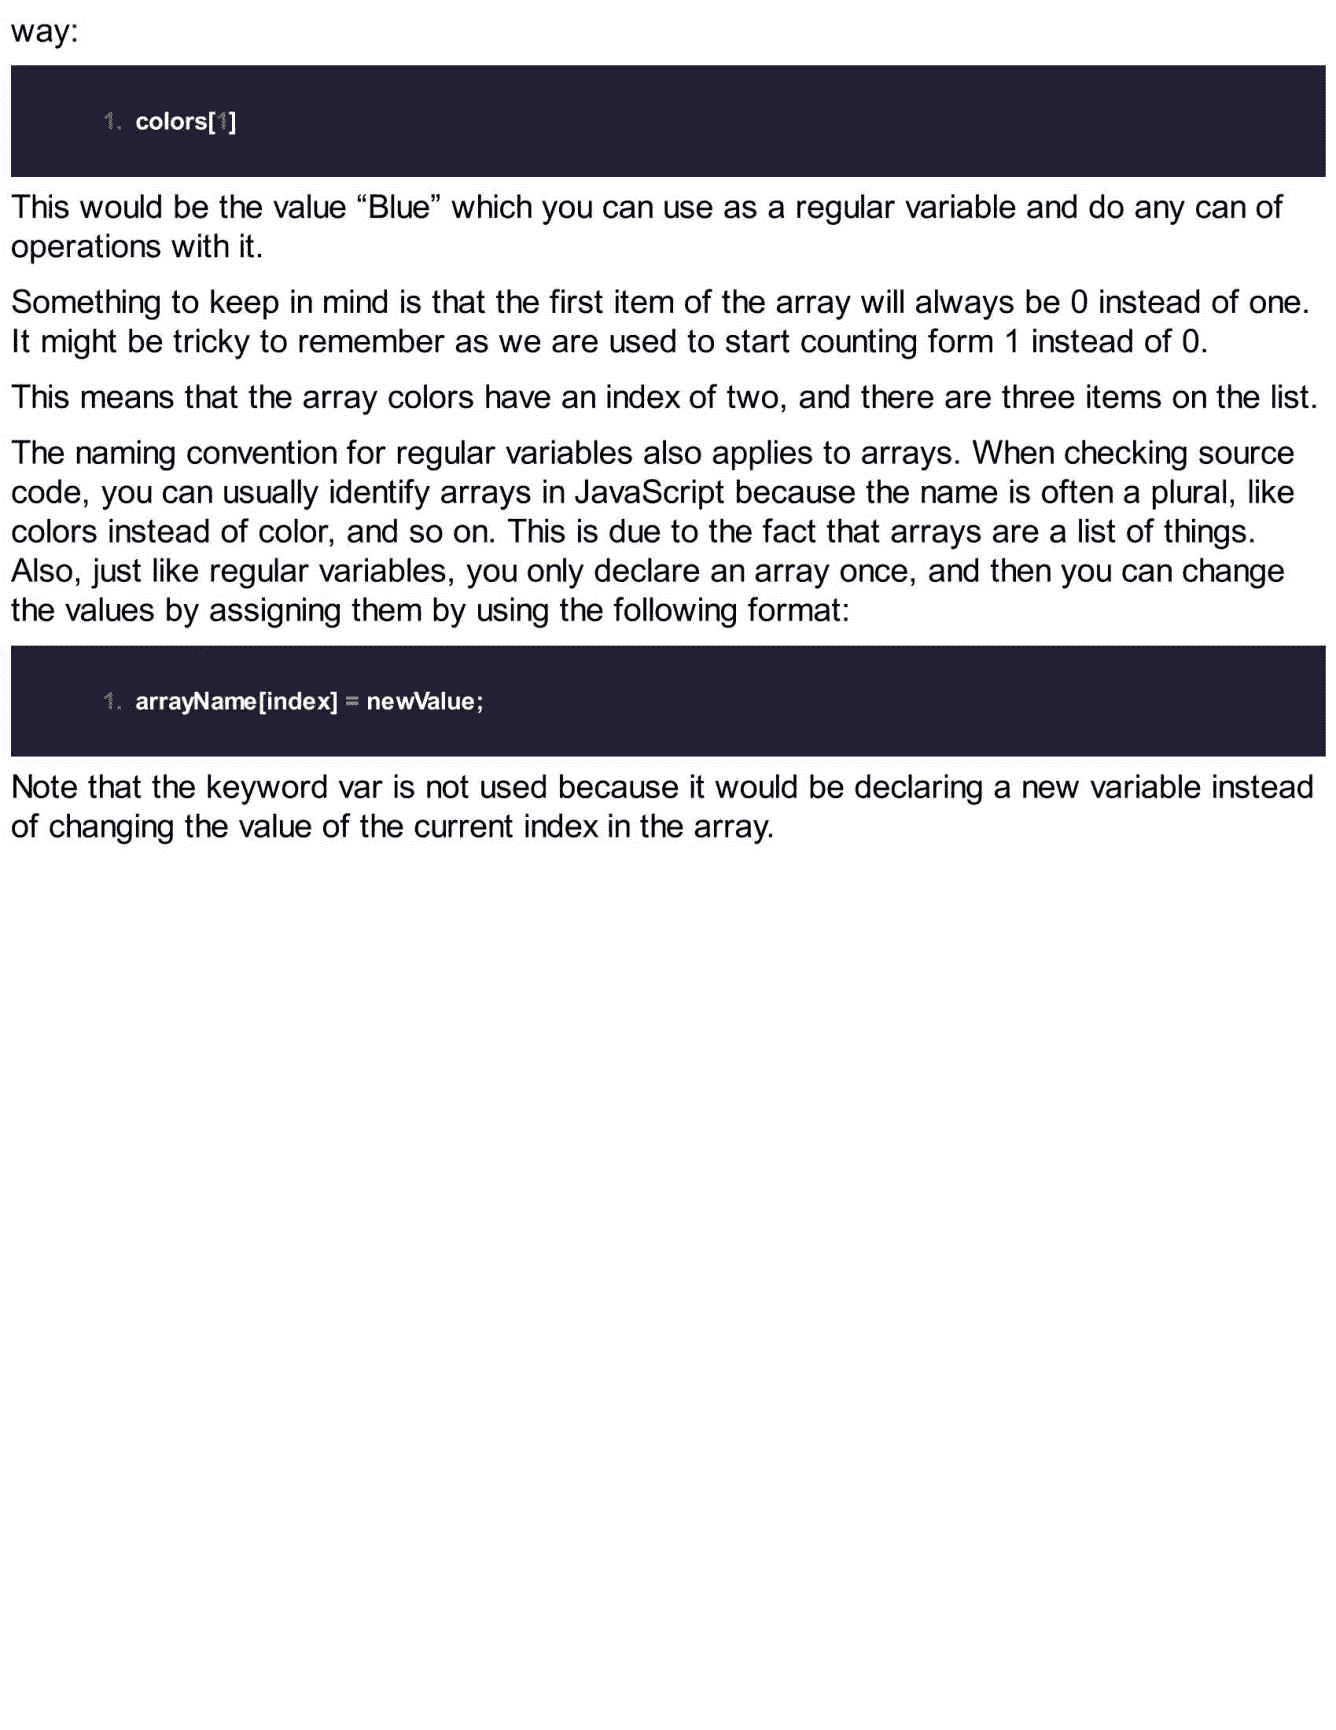 way:
1. colors[1]
This would be the value “Blue” which you can use as a regular variable and do any can of
operations with it.
Something to keep in mind is that the first item of the array will always be 0 instead of one.
It might be tricky to remember as we are used to start counting form 1 instead of 0.
This means that the array colors have an index of two, and there are three items on the list.
The naming convention for regular variables also applies to arrays. When checking source
code, you can usually identify arrays in JavaScript because the name is often a plural, like
colors instead of color, and so on. This is due to the fact that arrays are a list of things.
Also, just like regular variables, you only declare an array once, and then you can change
the values by assigning them by using the following format:
1. arrayName[index] = newValue;
Note that the keyword var is not used because it would be declaring a new variable instead
of changing the value of the current index in the array.